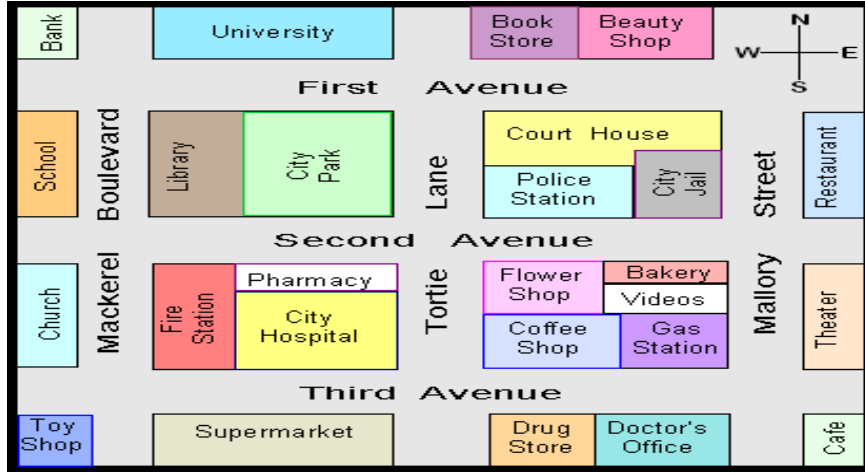 Bank
University
Book
Store
Beauty
Shop
N
W
E
S
First Avenue
School
Boulevard
Library
City
Park
Lane
Court House
Police
Station
City
Jail
Street
Restaurant
Second Avenue
Church
Mackerel
Fire
Station
Pharmacy
City
Hospital
Tortie
Flower
Shop
Bakery
Videos
Coffee
Shop
Gas
Station
Mallory
Theater
Third Avenue
Toy
Shop
Supermarket
Drug
Store
Doctor's
Office
Cafe